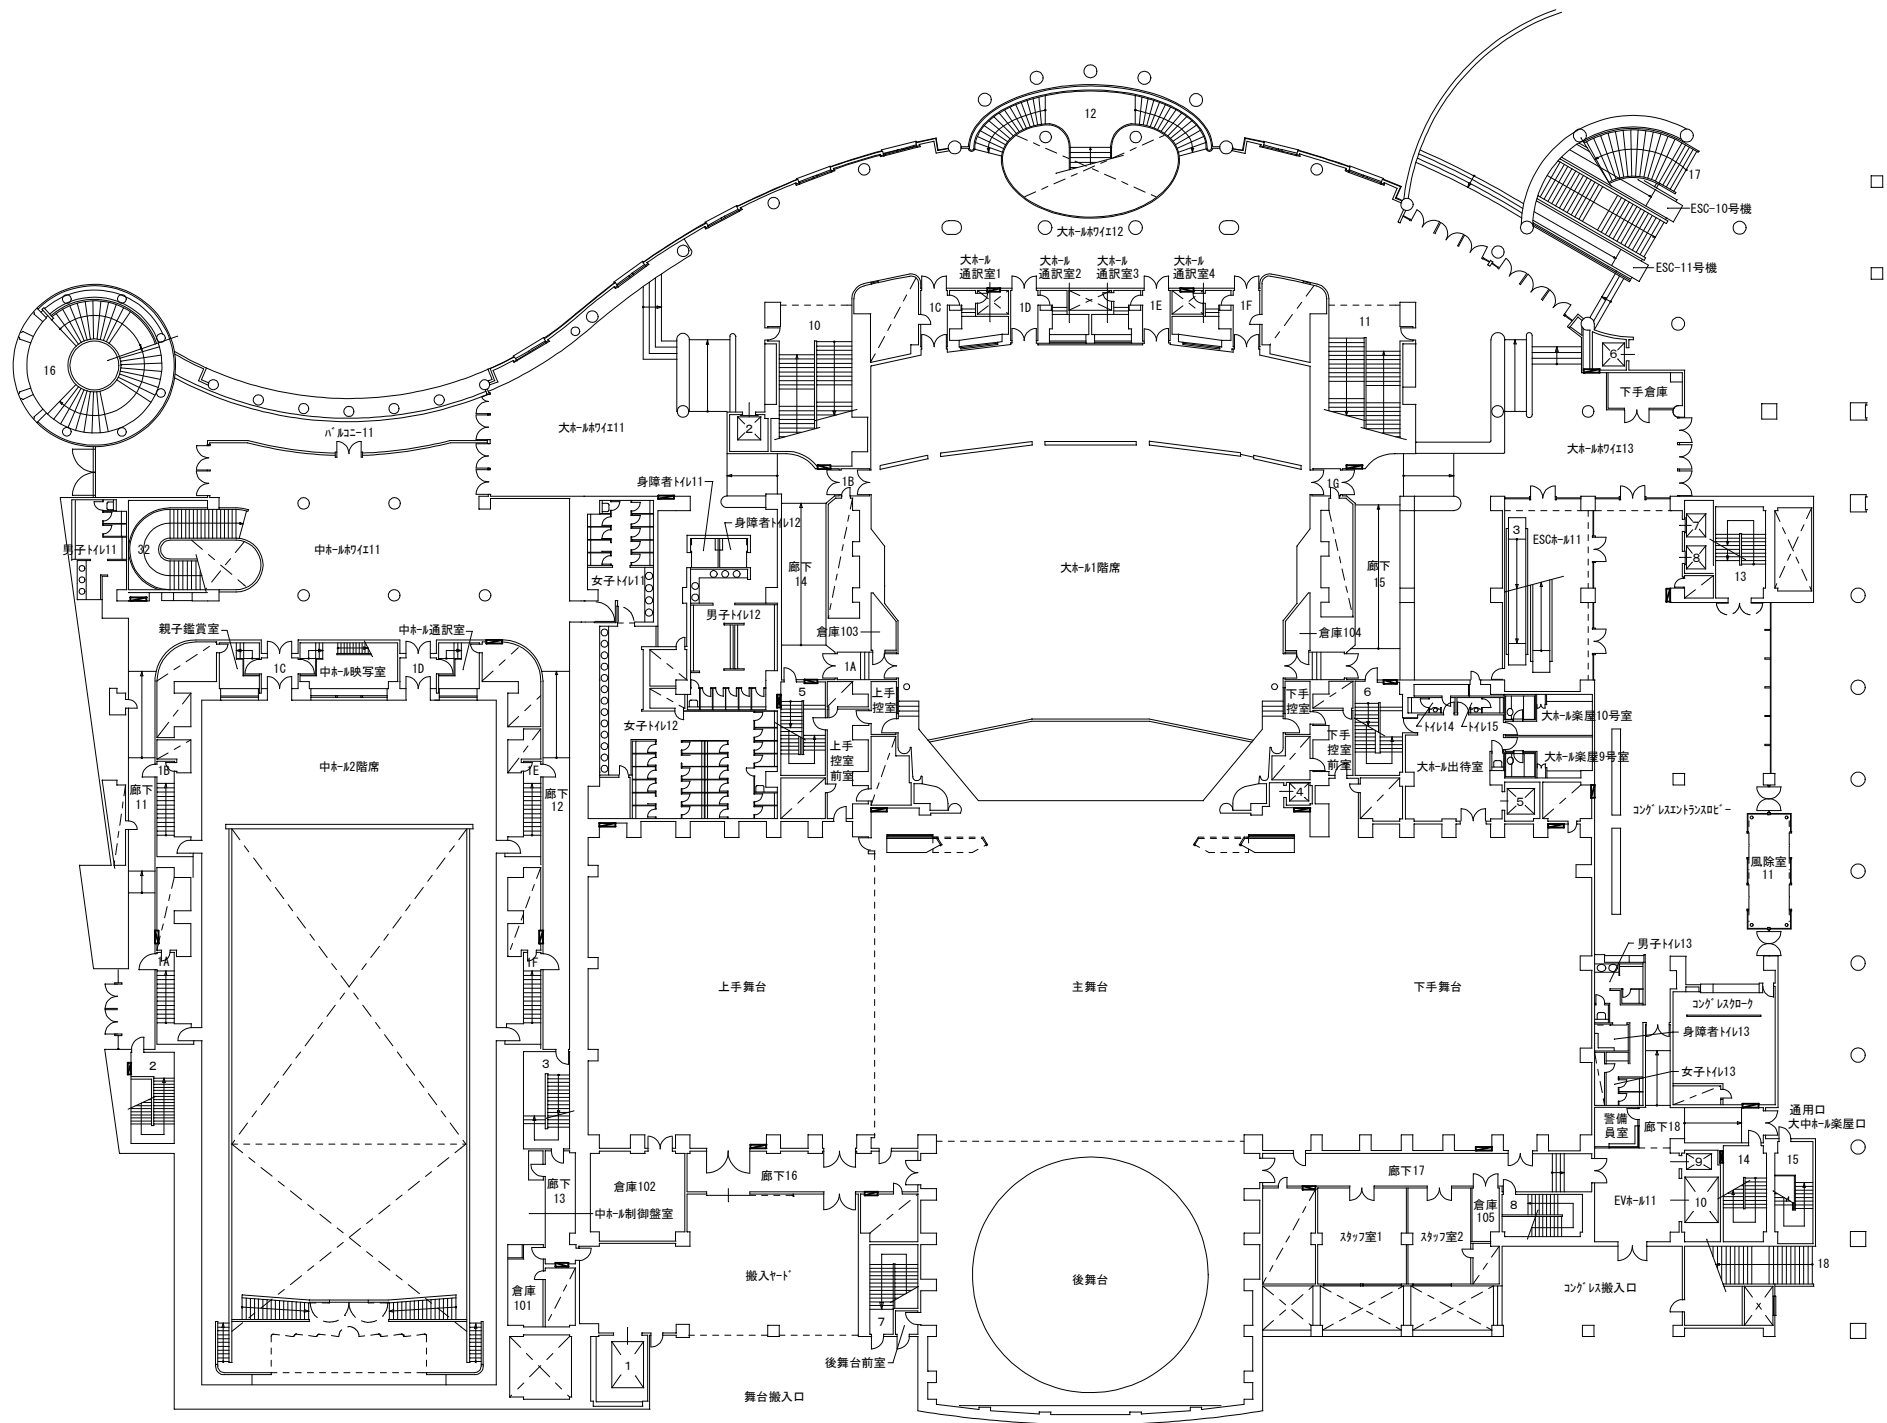 12
17
ESC-10号機
大ホールホワイエ12
ESC-11号機
大ホール
通訳室1
大ホール
通訳室2
大ホール
通訳室3
大ホール
通訳室4
1C
1D
1E
1F
10
11
16
6
下手倉庫
2
バルコニー11
大ホールホワイエ11
大ホールホワイエ13
身障者トイレ11
1B
1G
身障者トイレ12
7
3
ESCホール11
男子トイレ11
32
中ホールホワイエ11
8
廊下
14
大ホール1階席
廊下
15
13
女子トイレ11
男子トイレ12
親子鑑賞室
中ホール通訳室
倉庫103
倉庫104
1C
中ホール映写室
1D
1A
5
上手
控室
下手
控室
6
大ホール楽屋10号室
女子トイレ12
トイレ14
トイレ15
上手
控室
前室
下手
控室
前室
大ホール楽屋9号室
大ホール出待室
中ホール2階席
1B
1E
廊下
11
廊下
12
4
5
コングレスエントランスロビー
風除室
11
男子トイレ13
1A
1F
上手舞台
主舞台
下手舞台
コングレスクローク
身障者トイレ13
2
3
女子トイレ13
通用口
大中ホール楽屋口
警備
員室
廊下18
9
14
15
廊下
13
倉庫102
廊下16
廊下17
中ホール制御盤室
倉庫
105
8
EVホール11
10
スタッフ室1
スタッフ室2
搬入ヤード
後舞台
コングレス搬入口
18
倉庫
101
7
X
後舞台前室
1
舞台搬入口